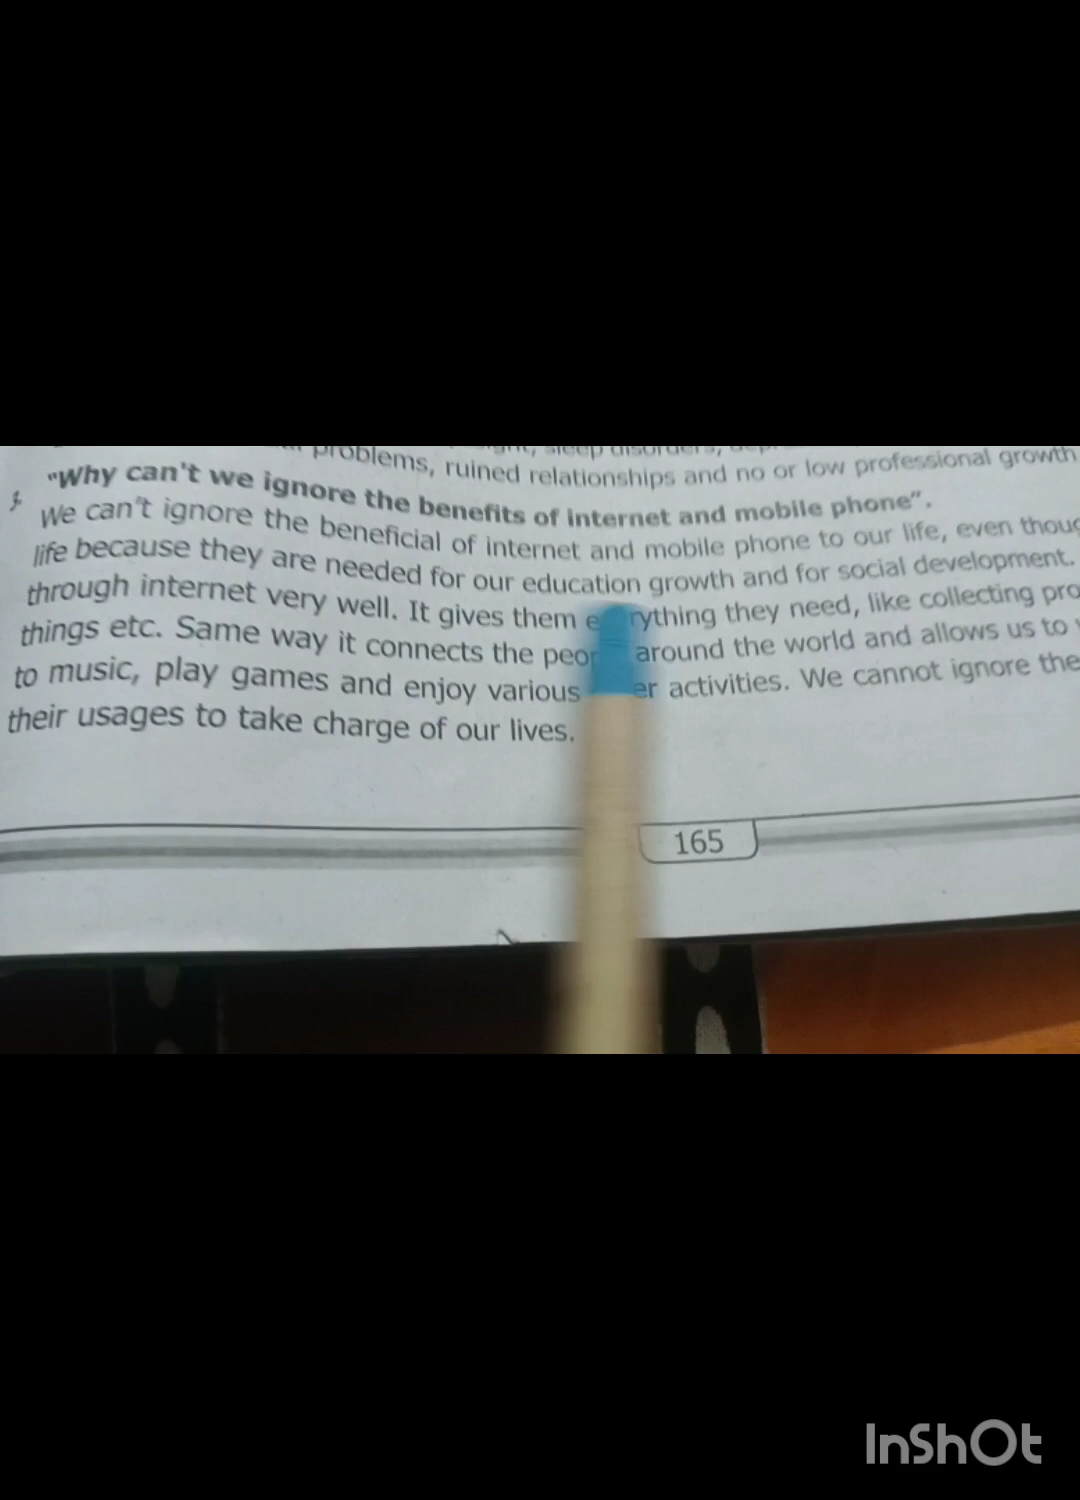 problems, ruined relationships and no or low professional growth
"Why can't we ignore the benefits of internet and mobile phone".
We can't ignore the beneficial of internet and mobile phone to our life, even
life because they are needed for our education growth and for social development.
through internet very well. It gives them they need, like collecting
things etc. Same way it connects the around the world and allows us to
to music, play games and enjoy various activities. We cannot ignore the
their usages to take charge of our lives.
165
InShOt